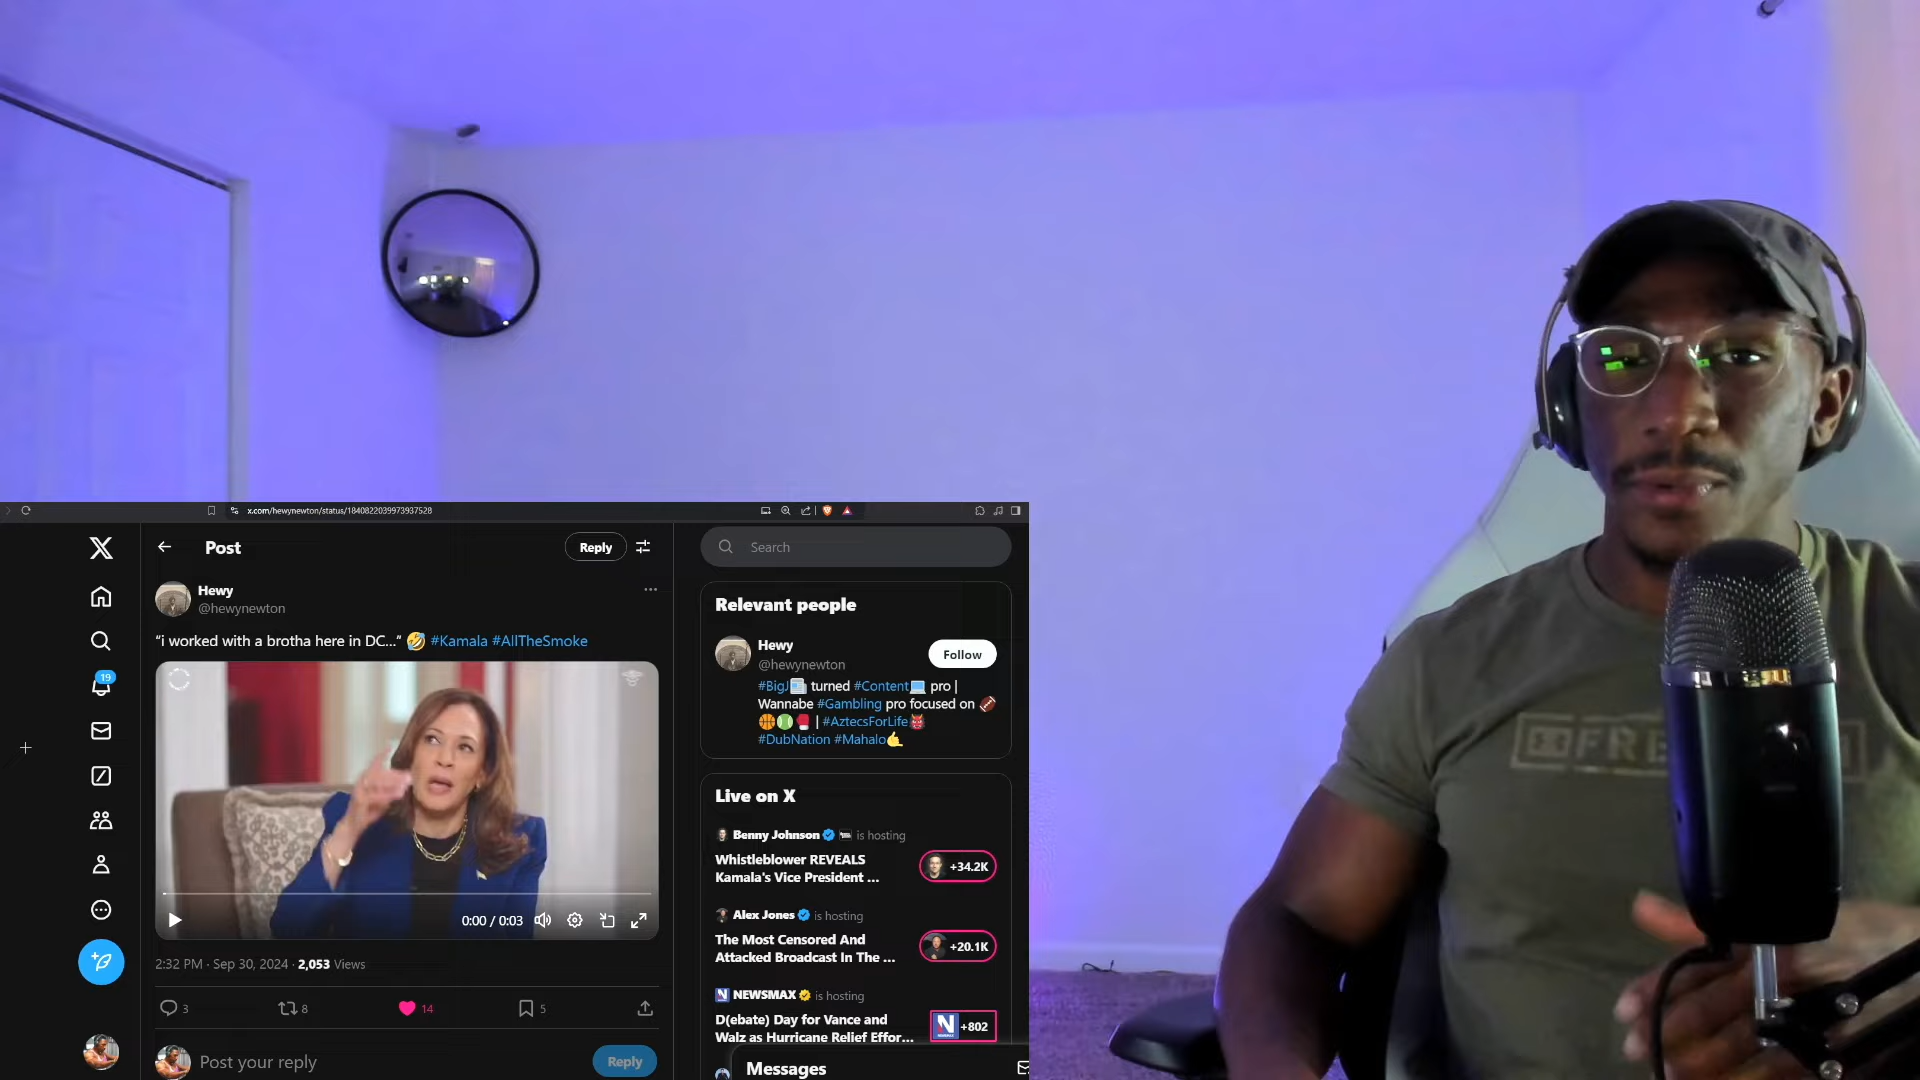 x.com/hewynewton/status/1840822039973937528
X
Post
Reply
Search
Hewy
@hewynewton
“i worked with a brotha here in DC...” 🤣 #Kamala #AllTheSmoke
0:00 / 0:03
2:32 PM · Sep 30, 2024 · 2,053 Views
3
8
14
5
Post your reply
Reply
19
Relevant people
Hewy
@hewynewton
Follow
#BigJ📰 turned #Content💻 pro |
Wannabe #Gambling pro focused on 🏈
🏀🎾🥊 | #AztecsForLife👹
#DubNation #Mahalo🤙
Live on X
Benny Johnson is hosting
Whistleblower REVEALS
Kamala's Vice President ...
+34.2K
Alex Jones is hosting
The Most Censored And
Attacked Broadcast In The ...
+20.1K
NEWSMAX is hosting
D(ebate) Day for Vance and
Walz as Hurricane Relief Effor...
N
+802
Messages
FRE